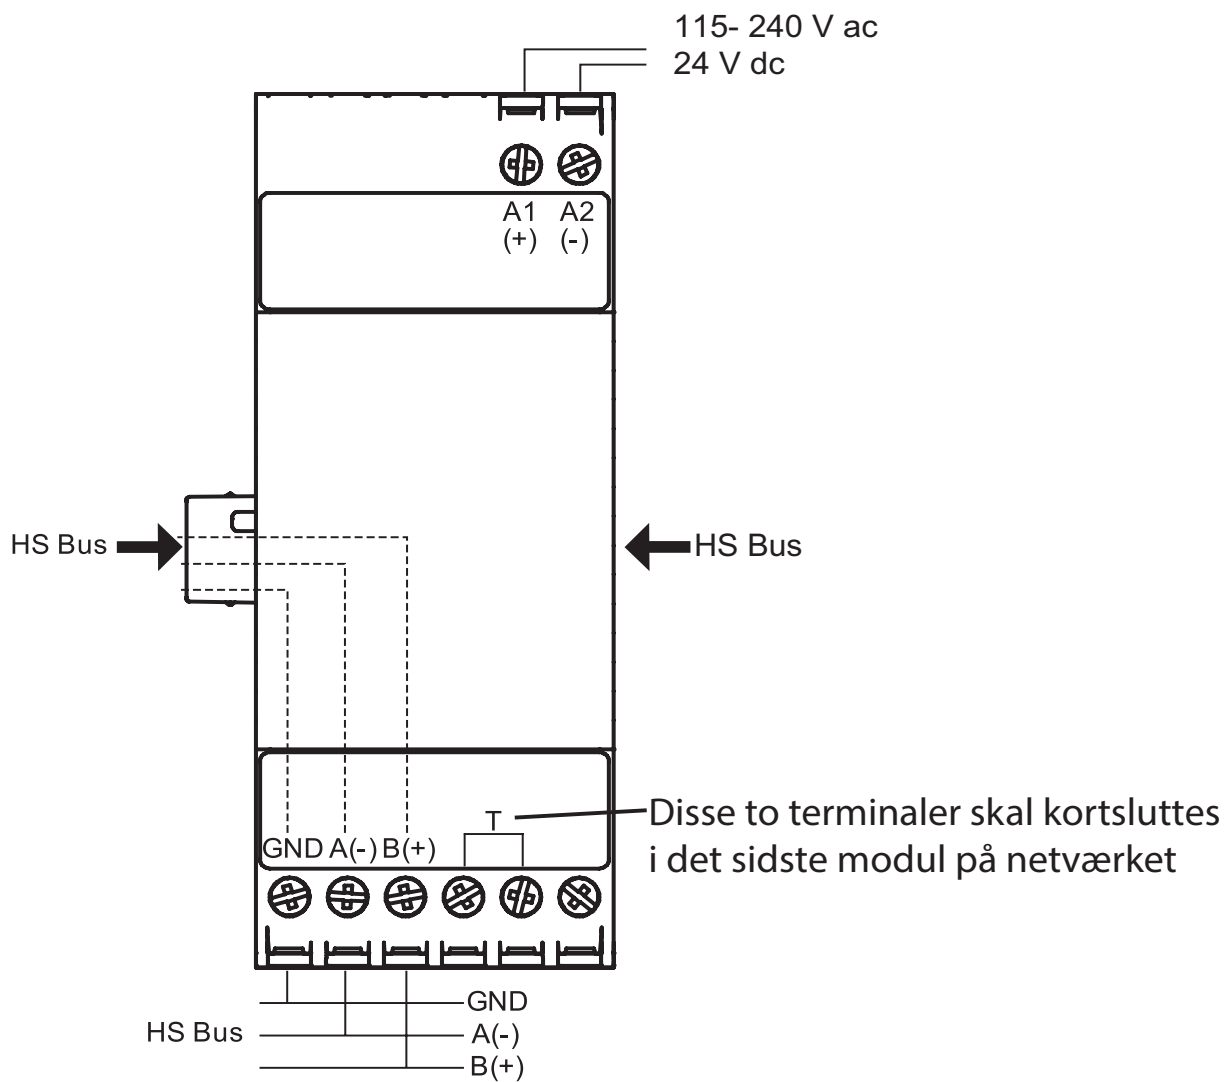 115- 240 V ac
24 V dc
A1 A2
(+) (-)
HS Bus
HS Bus
T
Disse to terminaler skal kortsluttes
i det sidste modul på netværket
GND A(-) B(+)
GND
HS Bus
A(-)
B(+)